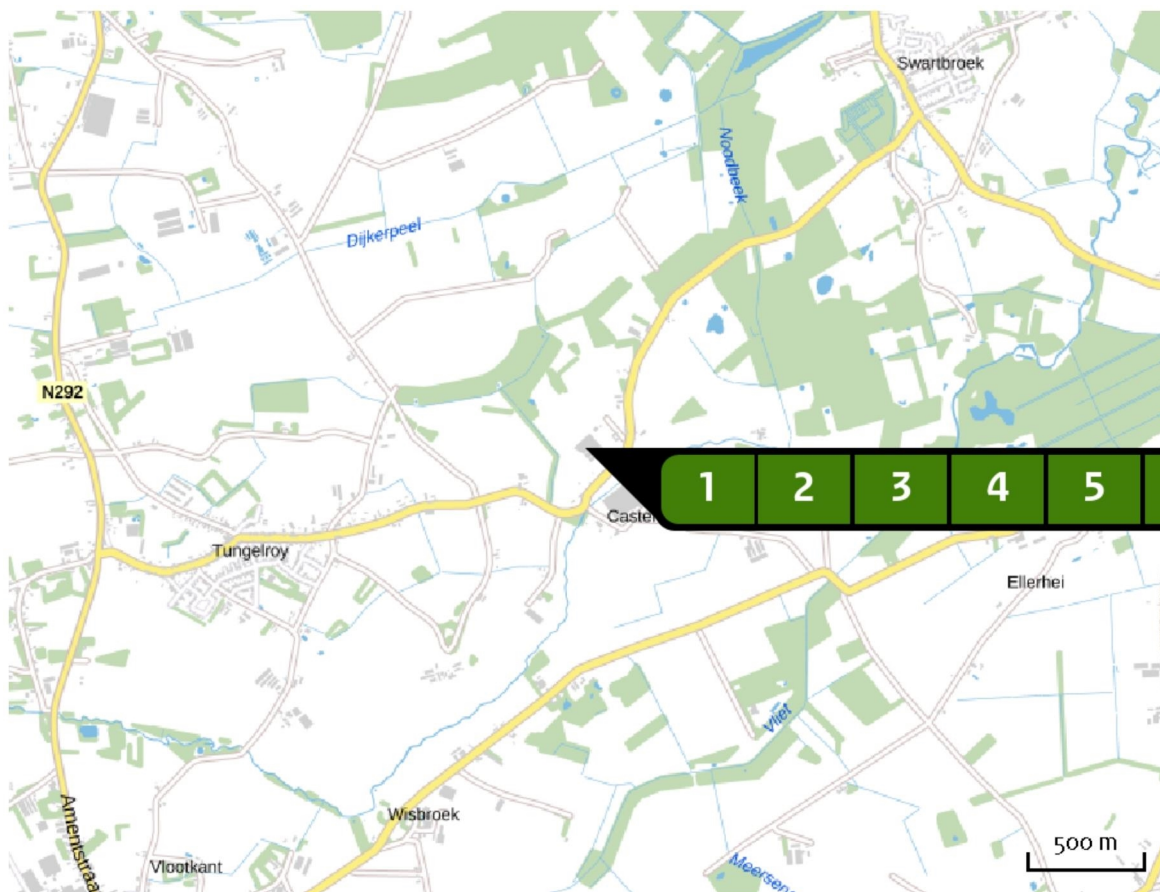 Swartbroek
Noodbeek
Dijkerpeel
N292
1 2 3 4 5
Tungelroy
Ellerhei
Vliet
Wisbroek
Vlootkant
500 m